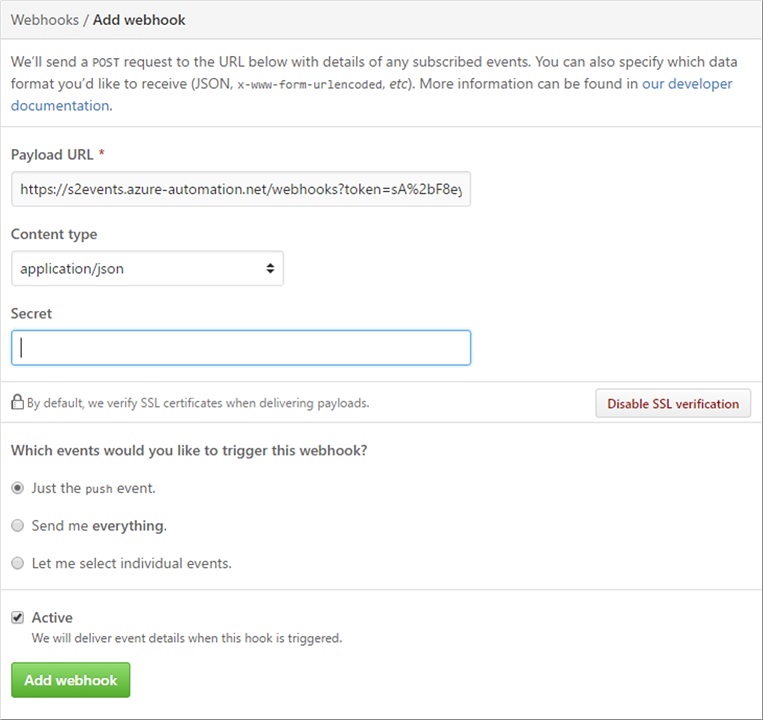 Webhooks / Add webhook
We'll send a POST request to the URL below with details of any subscribed events. You can also specify which data
format you'd like to receive (JSON, x-www-form-urlencoded, etc). More information can be found in our developer
documentation.
Payload URL *
https://s2events.azure-automation.net/webhooks?token=sA%2bF8ey
Content type
application/json
Secret
By default, we verify SSL certificates when delivering payloads.
Disable SSL verification
Which events would you like to trigger this webhook?
Just the push event.
Send me everything.
Let me select individual events.
Active
We will deliver event details when this hook is triggered.
Add webhook